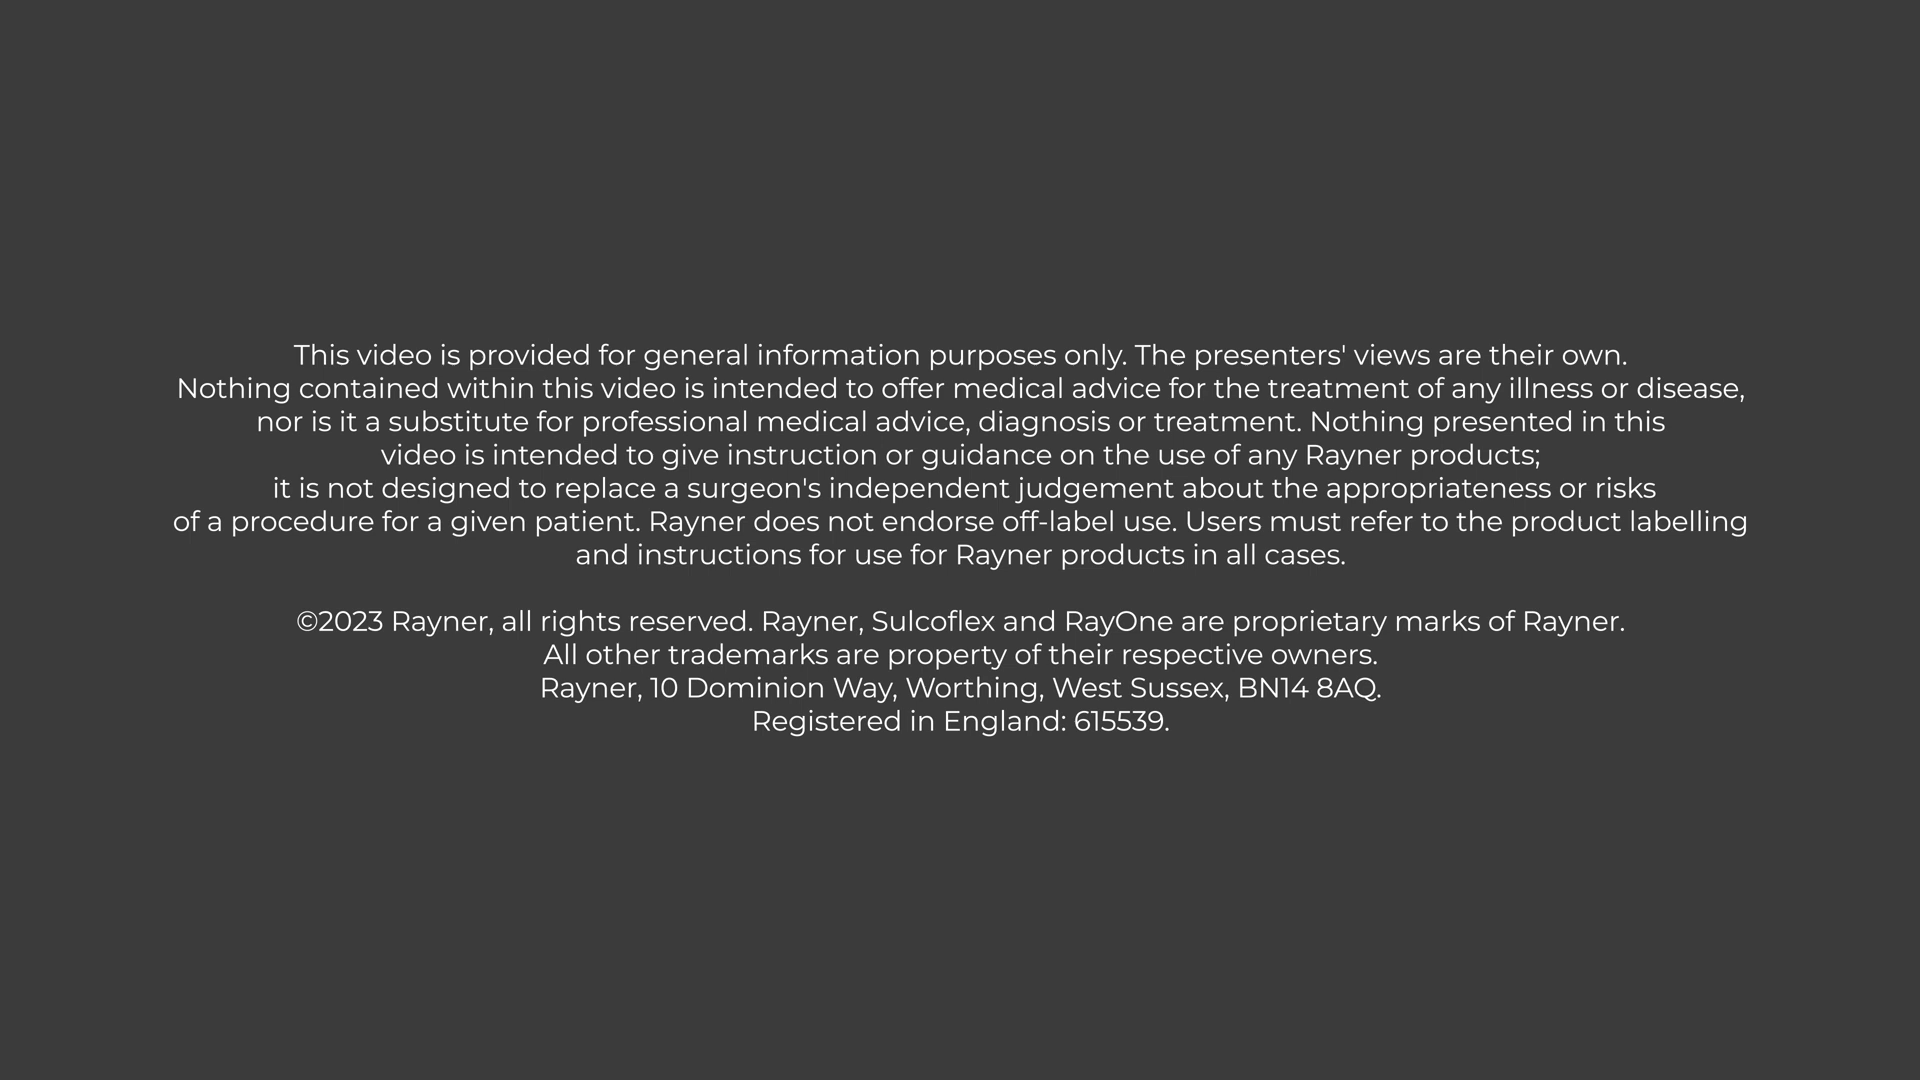 This video is provided for general information purposes only. The presenters' views are their own.
Nothing contained within this video is intended to offer medical advice for the treatment of any illness or disease,
nor is it a substitute for professional medical advice, diagnosis or treatment. Nothing presented in this
video is intended to give instruction or guidance on the use of any Rayner products;
it is not designed to replace a surgeon's independent judgement about the appropriateness or risks
of a procedure for a given patient. Rayner does not endorse off-label use. Users must refer to the product labelling
and instructions for use for Rayner products in all cases.
©2023 Rayner, all rights reserved. Rayner, Sulcoflex and RayOne are proprietary marks of Rayner.
All other trademarks are property of their respective owners.
Rayner, 10 Dominion Way, Worthing, West Sussex, BN14 8AQ.
Registered in England: 615539.